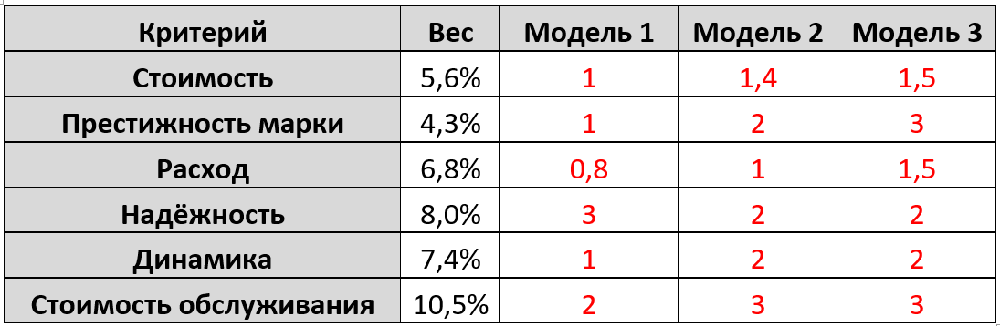 Критерий Вес Модель 1 Модель 2 Модель 3
Стоимость 5,6% 1 1,4 1,5
Престижность марки 4,3% 1 2 3
Расход 6,8% 0,8 1 1,5
Надёжность 8,0% 3 2 2
Динамика 7,4% 1 2 2
Стоимость обслуживания 10,5% 2 3 3